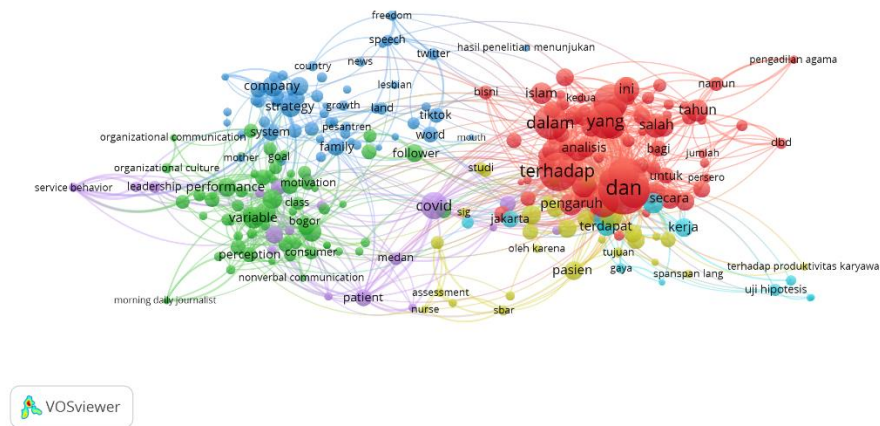 freedom
speech
twitter
hasil penelitian menunjukan
news
country
pengadilan agama
company
lesbian
bisni
islam
kedua
ini
namun
strategy
growth
land
tiktok
tahun
dalam
yang
salah
organizational communication
system
pesantren
word
mouth
family
analisis
bagi
jumlah
dbd
mother
goal
follower
organizational culture
studi
terhadap
untuk
persero
service behavior
leadership
performance
motivation
dan
class
covid
secara
variable
bogor
sig
jakarta
pengaruh
terdapat
kerja
perception
consumer
medan
oleh karena
tujuan
nonverbal communication
pasien
gaya
spanspan lang
terhadap produktivitas karyawa
morning daily journalist
patient
assessment
nurse
sbar
uji hipotesis
VOSviewer